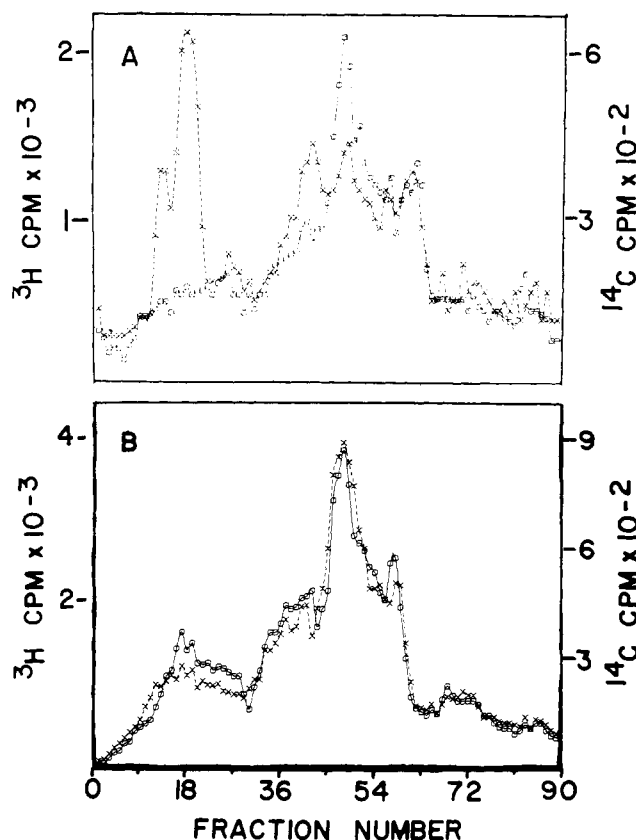 A
2
1
³H CPM x 10-3
6
3
¹⁴C CPM x 10-2
B
4
2
³H CPM x 10-3
9
6
3
¹⁴C CPM x 10-2
0 18 36 54 72 90
FRACTION NUMBER